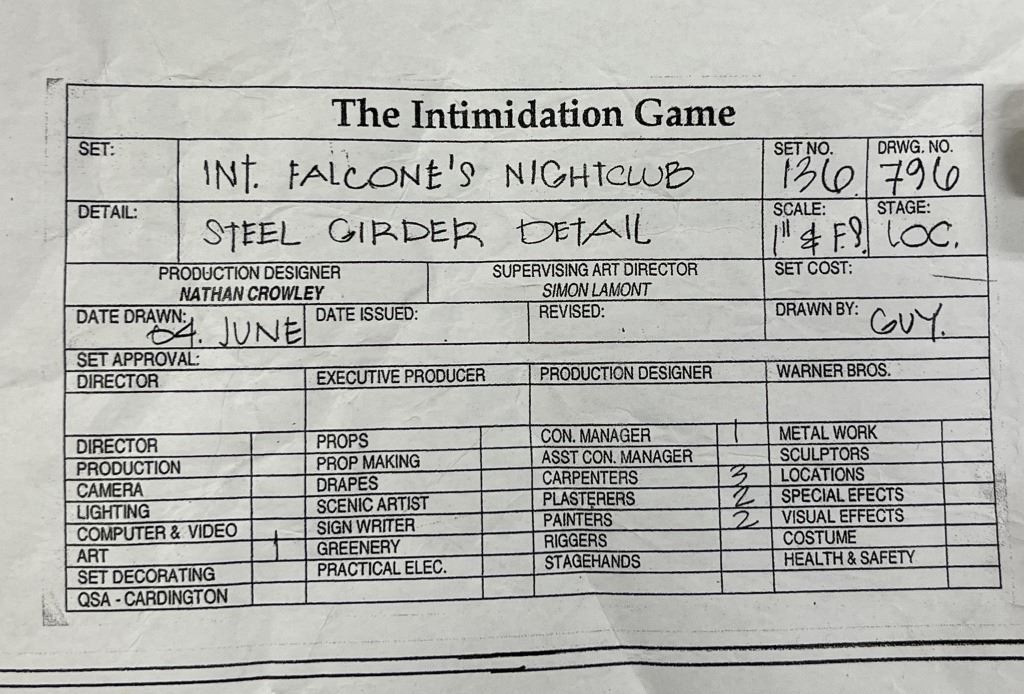 The Intimidation Game
SET: INT. FALCONE'S NIGHTCLUB SET NO. 136 DRWG. NO. 796
DETAIL: STEEL GIRDER DETAIL SCALE: 1" & F.S. STAGE: LOC.
PRODUCTION DESIGNER SUPERVISING ART DIRECTOR SET COST:
NATHAN CROWLEY SIMON LAMONT
DATE DRAWN: 04. JUNE DATE ISSUED: REVISED: DRAWN BY: GUY.
SET APPROVAL:
DIRECTOR EXECUTIVE PRODUCER PRODUCTION DESIGNER WARNER BROS.
DIRECTOR PROPS CON. MANAGER 1 METAL WORK
PRODUCTION PROP MAKING ASST CON. MANAGER SCULPTORS
CAMERA DRAPES CARPENTERS 3 LOCATIONS
LIGHTING SCENIC ARTIST PLASTERERS 2 SPECIAL EFECTS
COMPUTER & VIDEO SIGN WRITER PAINTERS 2 VISUAL EFFECTS
ART 1 GREENERY RIGGERS COSTUME
SET DECORATING PRACTICAL ELEC. STAGEHANDS HEALTH & SAFETY
QSA - CARDINGTON